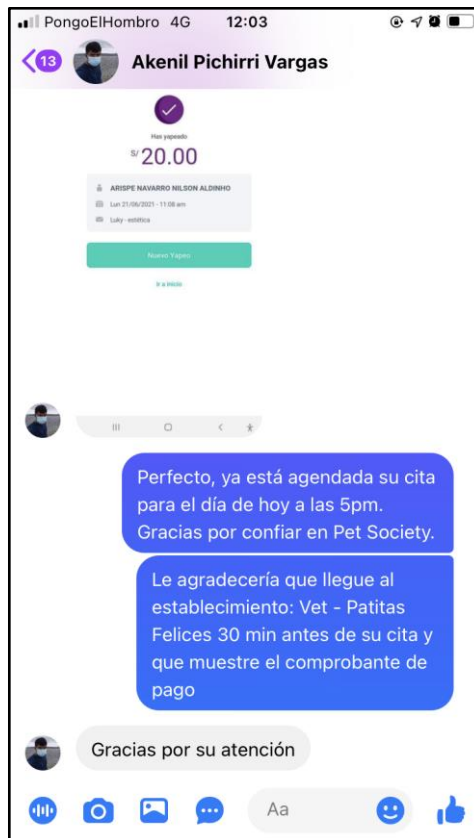 PongoElHombro 4G 12:03
13 Akenil Pichirri Vargas
Has yapeado
S/ 20.00
ARISPE NAVARRO NILSON ALDINHO
Lun 21/06/2021 - 11:08 am
Luky - estética
Nuevo Yapeo
Ir a Inicio
Perfecto, ya está agendada su cita
para el día de hoy a las 5pm.
Gracias por confiar en Pet Society.
Le agradecería que llegue al
establecimiento: Vet - Patitas
Felices 30 min antes de su cita y
que muestre el comprobante de
pago
Gracias por su atención
Aa